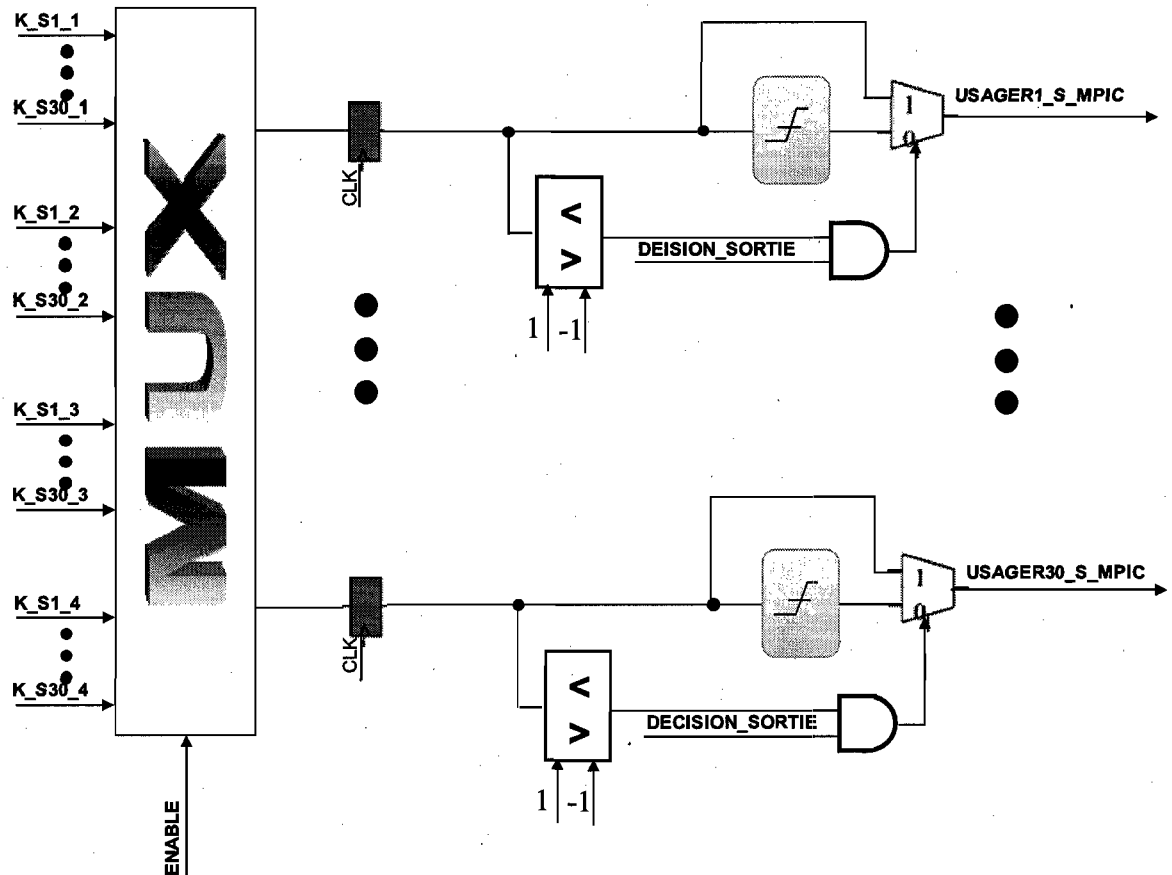 K_S1_1
K_S30_1
K_S1_2
K_S30_2
K_S1_3
K_S30_3
K_S1_4
K_S30_4
MUX
ENABLE
CLK
<
>
1 -1
DEISION_SORTIE
1
0
USAGER1_S_MPIC
CLK
<
>
1 -1
DECISION_SORTIE
1
0
USAGER30_S_MPIC